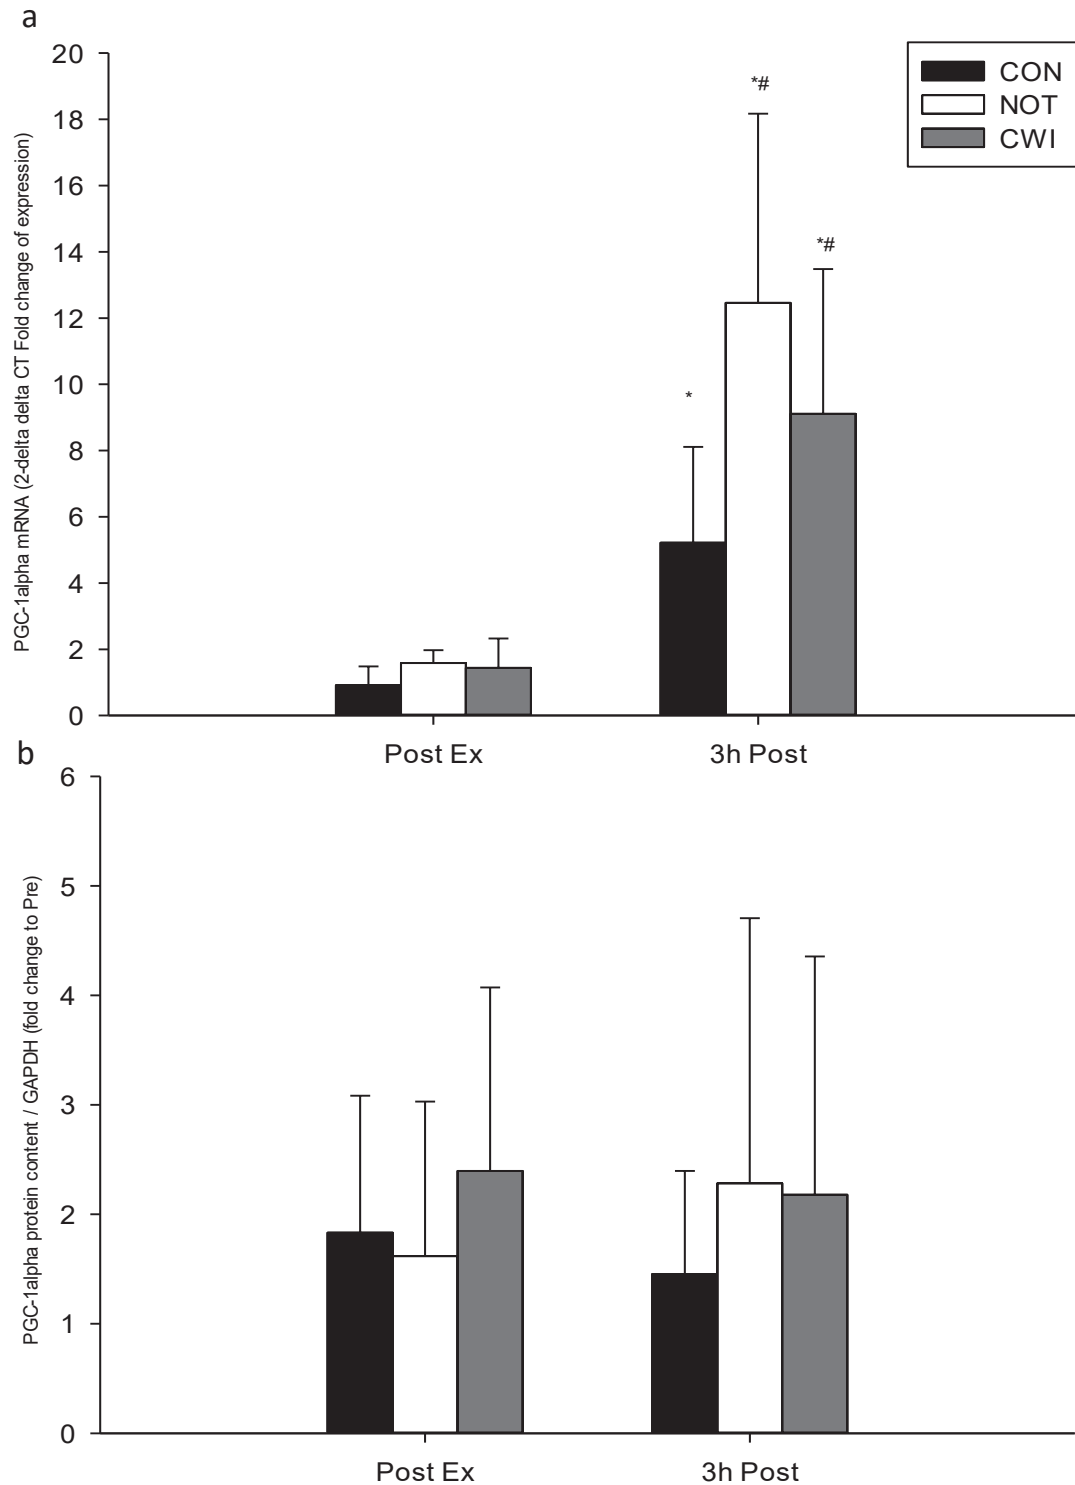 a
PGC-1alpha mRNA (2-delta delta CT Fold change of expression)
20
18
16
14
12
10
8
6
4
2
0
*
*#
*#
CON
NOT
CWI
Post Ex
3h Post
b
PGC-1alpha protein content / GAPDH (fold change to Pre)
6
5
4
3
2
1
0
Post Ex
3h Post